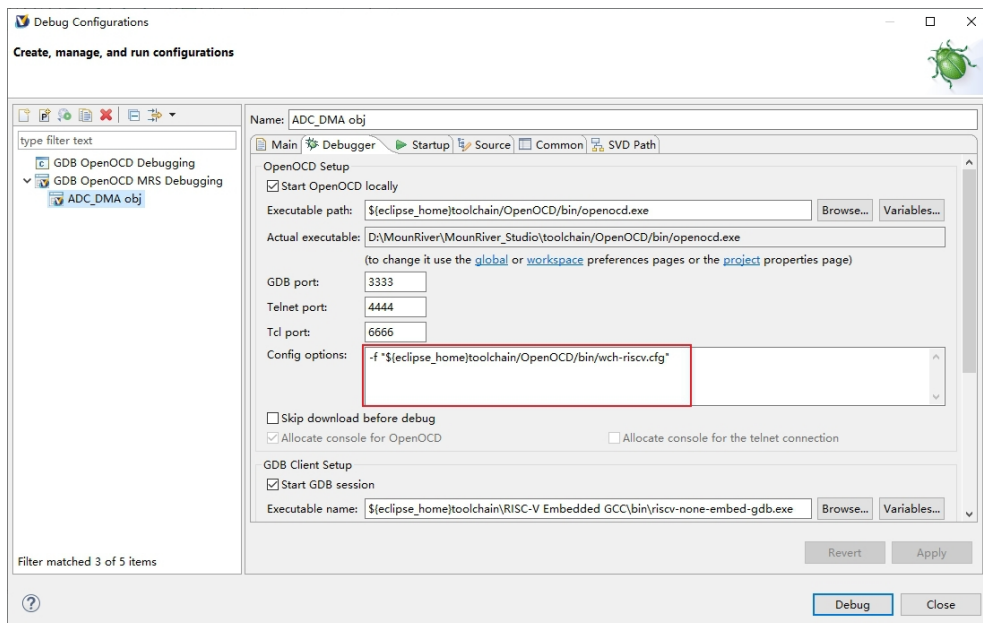 Debug Configurations
Create, manage, and run configurations
type filter text
GDB OpenOCD Debugging
GDB OpenOCD MRS Debugging
ADC_DMA obj
Filter matched 3 of 5 items
Name: ADC_DMA obj
Main Debugger Startup Source Common SVD Path
OpenOCD Setup
Start OpenOCD locally
Executable path: ${eclipse_home}toolchain/OpenOCD/bin/openocd.exe Browse... Variables...
Actual executable: D:\MounRiver\MounRiver_Studio\toolchain/OpenOCD/bin/openocd.exe
(to change it use the global or workspace preferences pages or the project properties page)
GDB port: 3333
Telnet port: 4444
Tcl port: 6666
Config options: -f "${eclipse_home}toolchain/OpenOCD/bin/wch-riscv.cfg"
Skip download before debug
Allocate console for OpenOCD Allocate console for the telnet connection
GDB Client Setup
Start GDB session
Executable name: ${eclipse_home}toolchain\RISC-V Embedded GCC\bin\riscv-none-embed-gdb.exe Browse... Variables...
Revert Apply
Debug Close